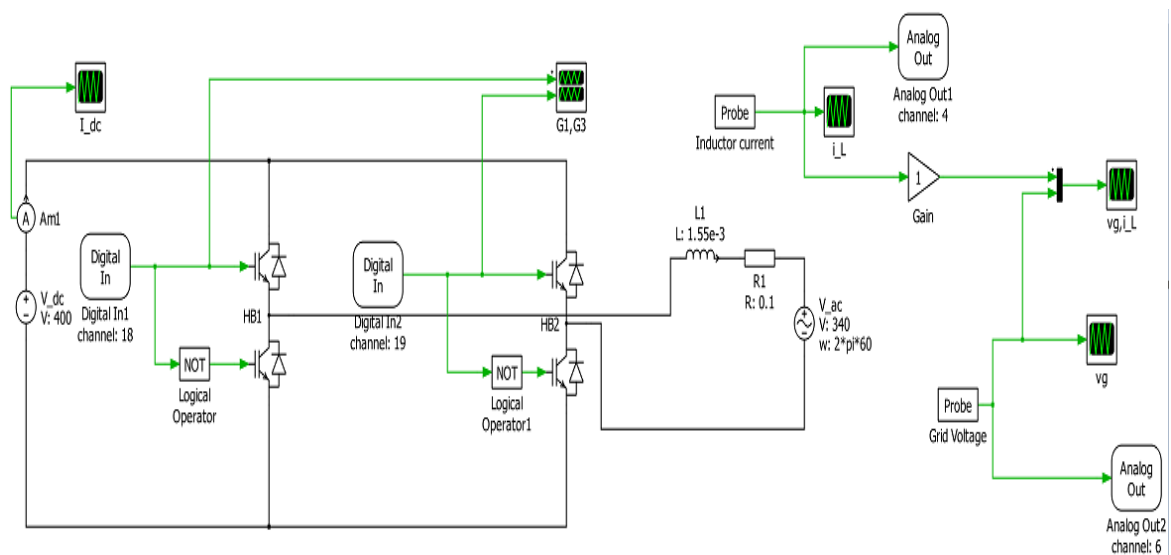 I_dc
Am1
A
V_dc
V: 400
Digital
In
Digital In1
channel: 18
NOT
Logical
Operator
HB1
G1,G3
Digital
In
Digital In2
channel: 19
NOT
Logical
Operator1
HB2
L1
L: 1.55e-3
R1
R: 0.1
V_ac
V: 340
w: 2*pi*60
Probe
Inductor current
Analog
Out
Analog Out1
channel: 4
i_L
1
Gain
vg,i_L
vg
Probe
Grid Voltage
Analog
Out
Analog Out2
channel: 6